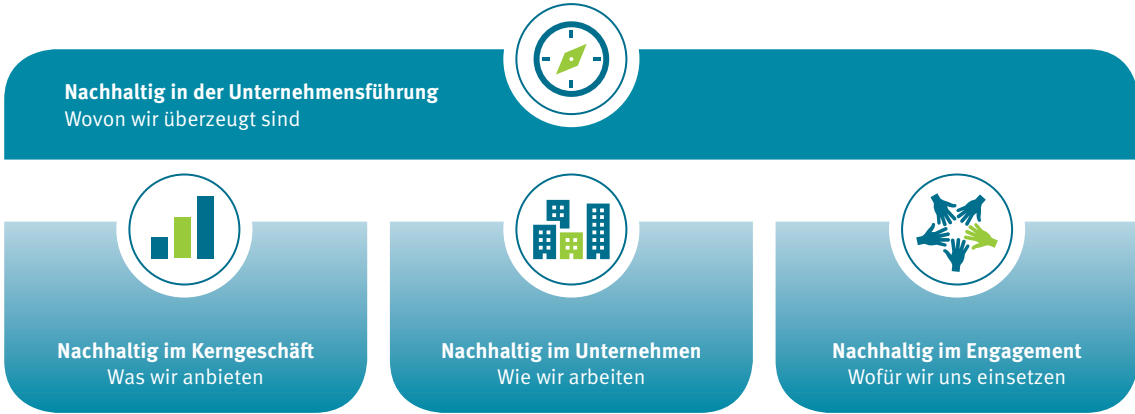 Nachhaltig in der Unternehmensführung
Wovon wir überzeugt sind
Nachhaltig im Kerngeschäft
Was wir anbieten
Nachhaltig im Unternehmen
Wie wir arbeiten
Nachhaltig im Engagement
Wofür wir uns einsetzen